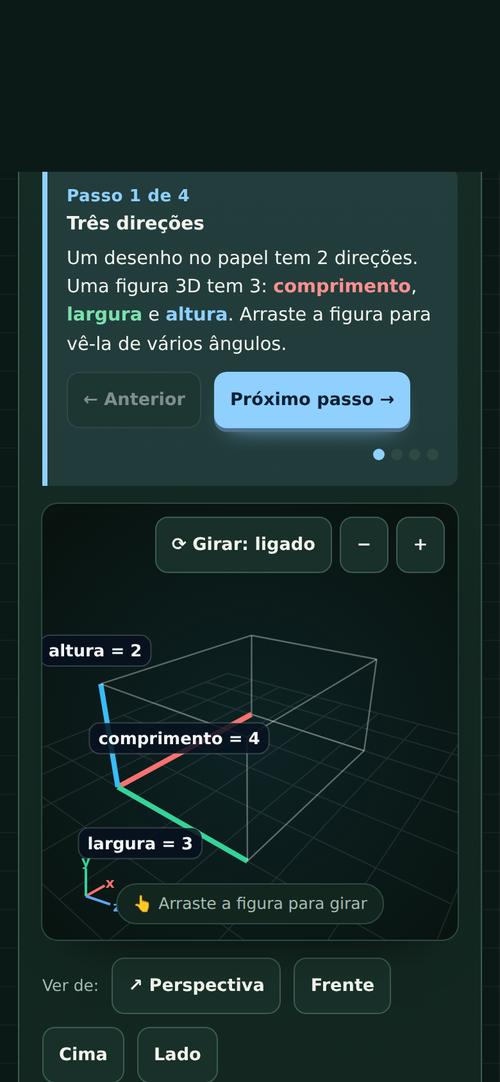 Passo 1 de 4
Três direções
Um desenho no papel tem 2 direções.
Uma figura 3D tem 3: comprimento,
largura e altura. Arraste a figura para
vê-la de vários ângulos.
← Anterior
Próximo passo →
⟳ Girar: ligado
−
+
altura = 2
comprimento = 4
largura = 3
y
x
z
👆 Arraste a figura para girar
Ver de:
↗ Perspectiva
Frente
Cima
Lado